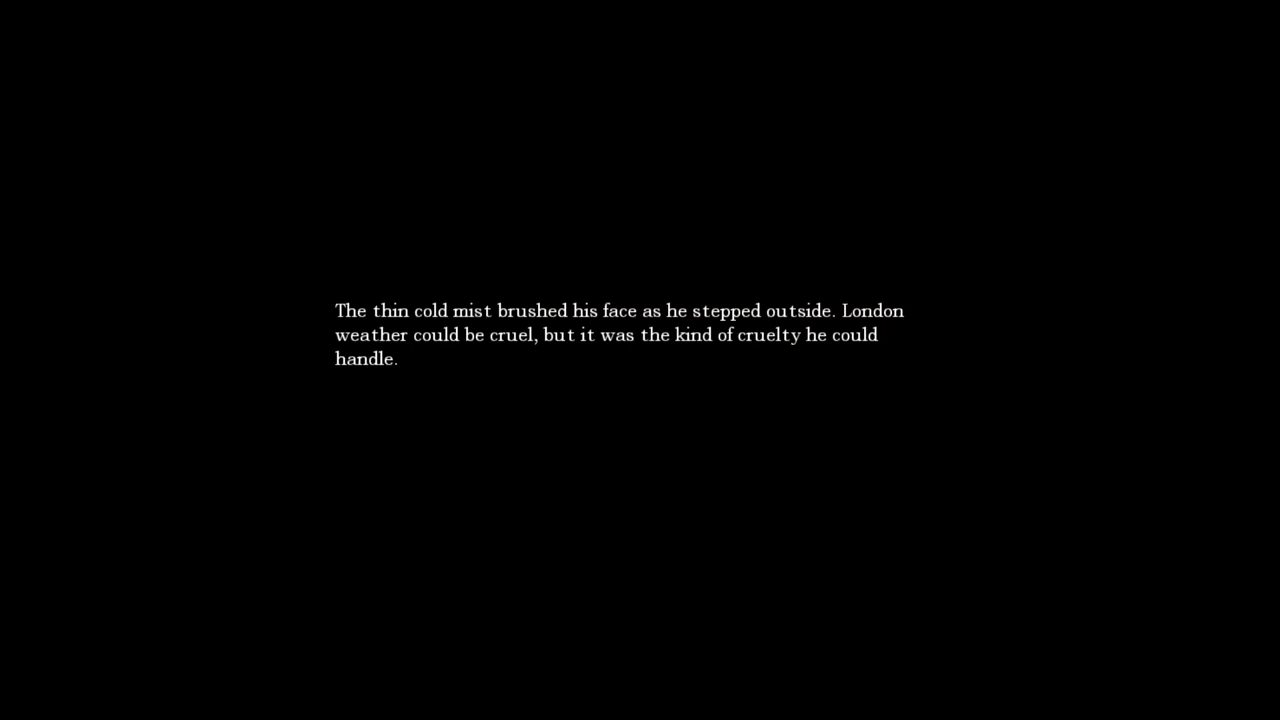 The thin cold mist brushed his face as he stepped outside. London
weather could be cruel, but it was the kind of cruelty he could
handle.